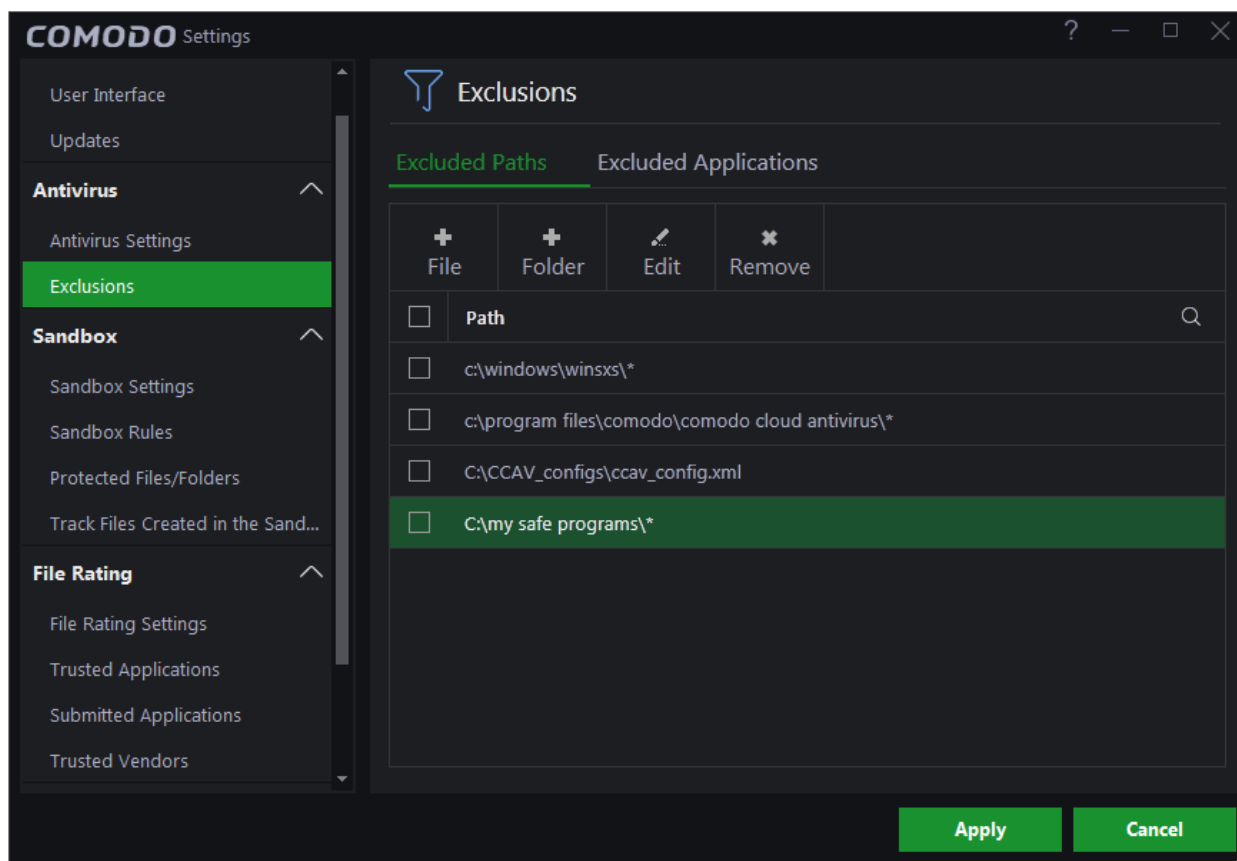 COMODO Settings
?
User Interface
Updates
Antivirus
Antivirus Settings
Exclusions
Sandbox
Sandbox Settings
Sandbox Rules
Protected Files/Folders
Track Files Created in the Sand...
File Rating
File Rating Settings
Trusted Applications
Submitted Applications
Trusted Vendors
Exclusions
Excluded Paths Excluded Applications
File Folder Edit Remove
Path
c:\windows\winsxs\*
c:\program files\comodo\comodo cloud antivirus\*
C:\CCAV_configs\ccav_config.xml
C:\my safe programs\*
Apply Cancel